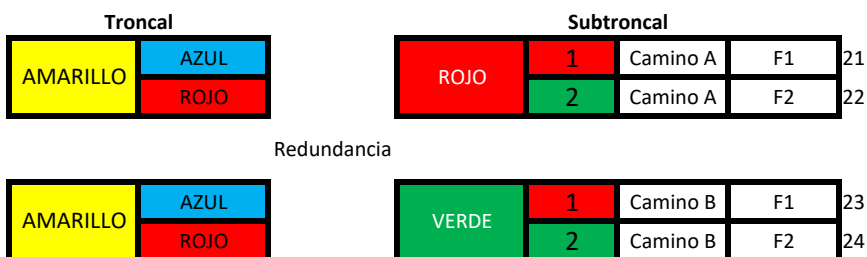 Troncal Subtroncal
AMARILLO AZUL ROJO 1 Camino A F1 21
ROJO 2 Camino A F2 22
Redundancia
AMARILLO AZUL VERDE 1 Camino B F1 23
ROJO 2 Camino B F2 24